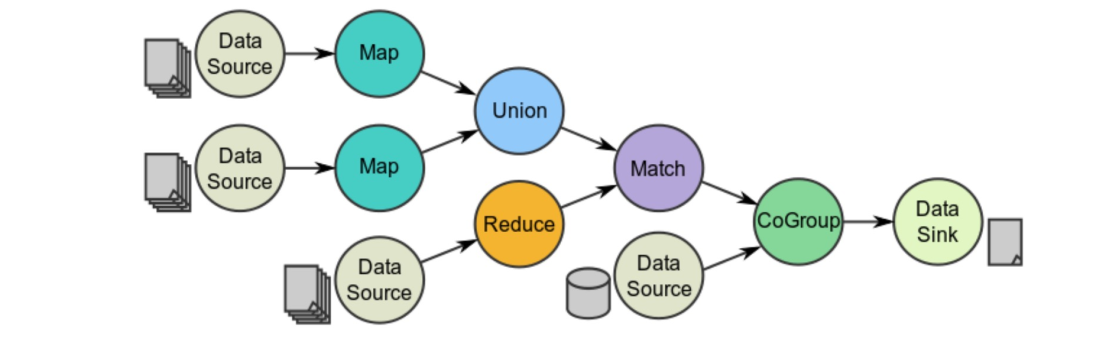 Data
Source
Map
Union
Data
Source
Map
Match
Reduce
CoGroup
Data
Sink
Data
Source
Data
Source